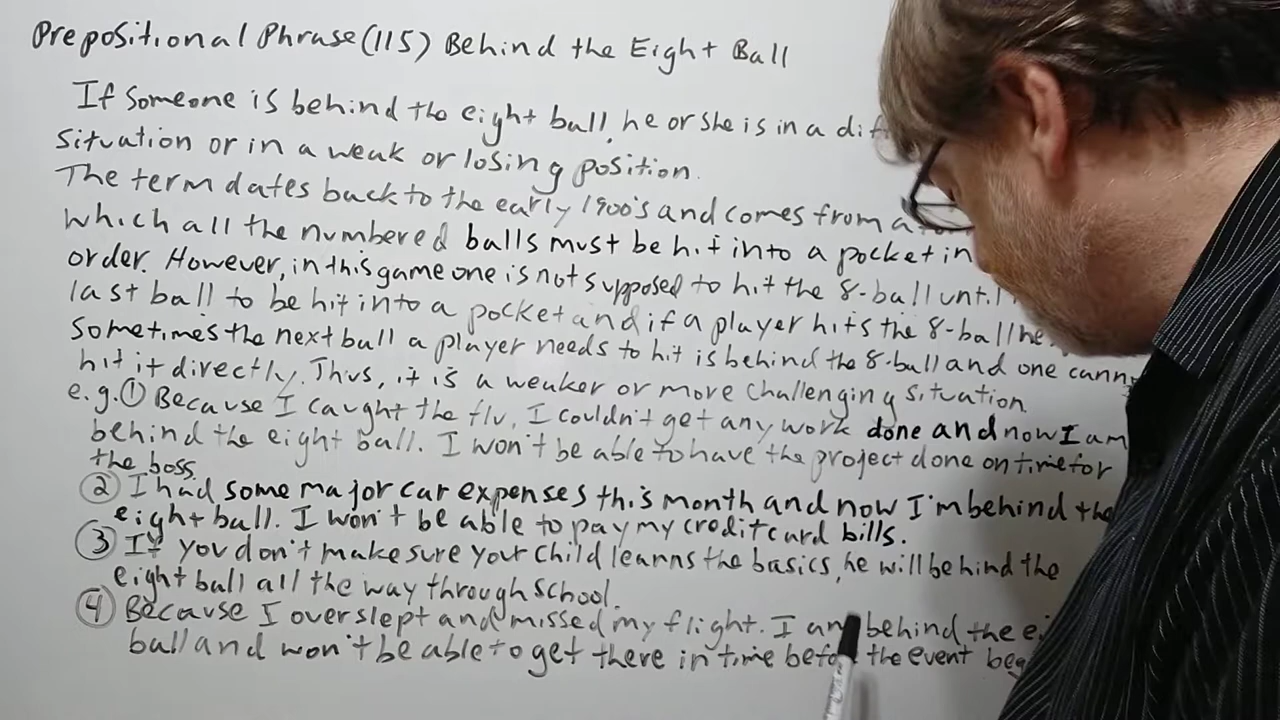 Prepositional Phrase (115) Behind the Eight Ball
If someone is behind the eight ball, he or she is in a
situation or in a weak or losing position.
The term dates back to the early 1900's and comes from a
which all the numbered balls must be hit into a pocket in
order. However, in this game one is not supposed to hit the 8-ball until
last ball to be hit into a pocket and if a player hits the 8-ball he
Sometimes the next ball a player needs to hit is behind the 8-ball and one
hit it directly. Thus, it is a weaker or more challenging situation
e.g. ① Because I caught the flu, I couldn't get any work done and now I am
behind the eight ball. I won't be able to have the project done on time for
the boss.
② I had some major car expenses this month and now I'm behind the
eight ball. I won't be able to pay my credit card bills.
③ If you don't make sure your child learns the basics, he will be hind the
eight ball all the way through school.
④ Because I overslept and missed my flight. I am behind the
ball and won't be able to get there in time before the event